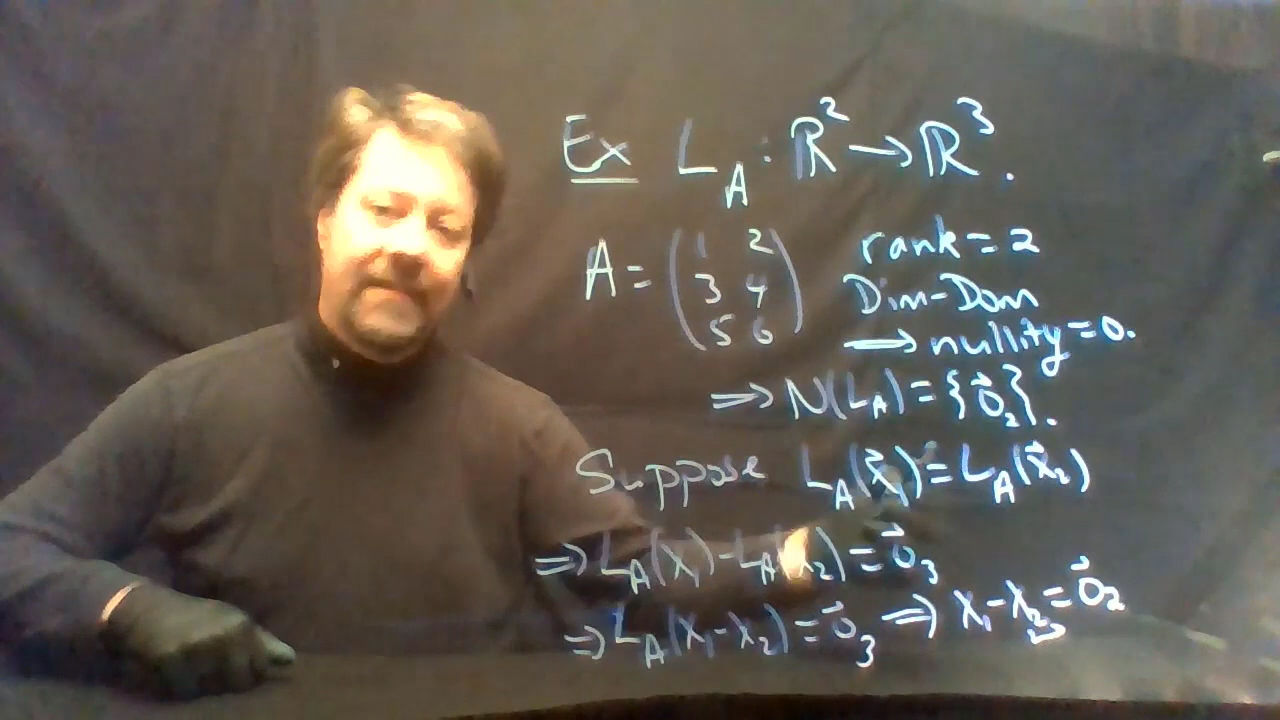 Ex L_A : ℝ² → ℝ³.
A = (1 2
3 4
5 6)
rank = 2
Dim-Dom
→ nullity = 0.
⇒ N(L_A) = {0⃗₂}.
Suppose L_A(x⃗₁) = L_A(x⃗₂)
⇒ L_A(x₁) - L_A(x₂) = 0⃗₃
⇒ L_A(x₁ - x₂) = 0⃗₃ ⇒ x₁ - x₂ = 0⃗₂